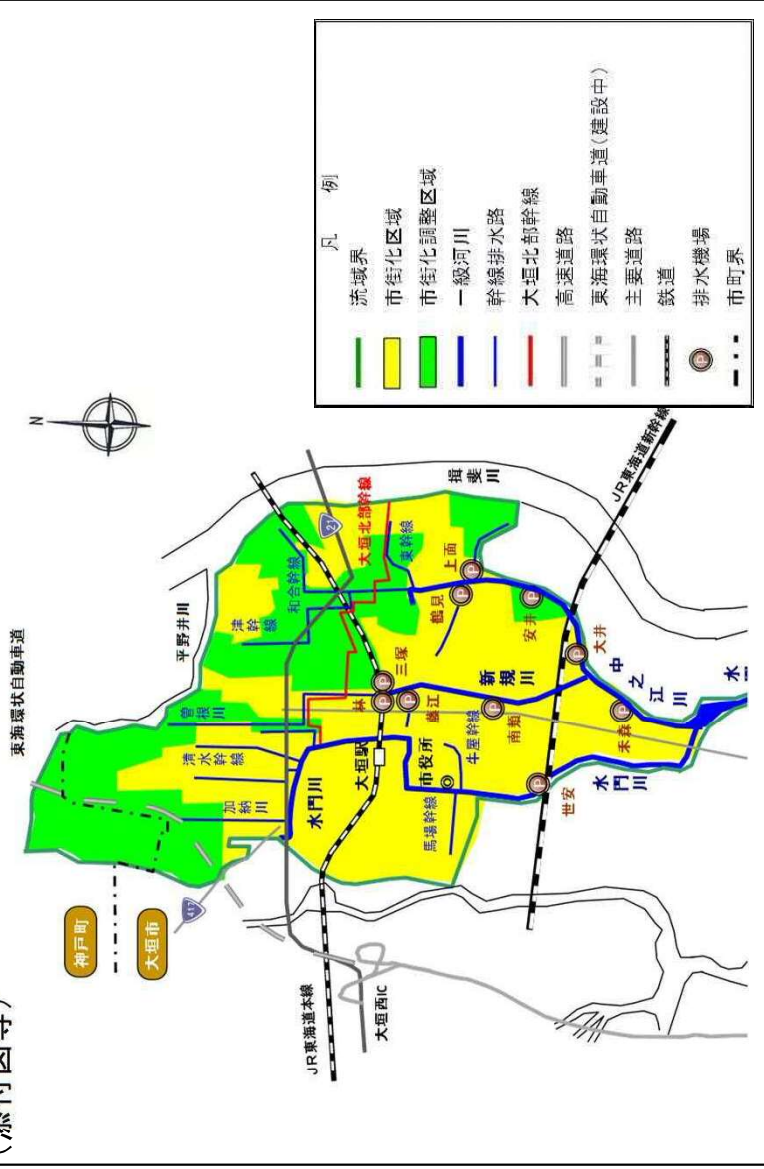 (添付図等)
凡　例
流域界
市街化区域
市街化調整区域
一級河川
幹線排水路
大垣北部幹線
高速道路
東海環状自動車道(建設中)
主要道路
鉄道
排水機場
市町界
N
東海環状自動車道
平野井川
揖斐川
神戸町
大垣市
417
21
大垣北部幹線
東幹線
和合幹線
津幹線
曽根川
清水幹線
加納川
水門川
大垣駅
市役所
馬場幹線
牛屋幹線
林
三塚
藤江
鶴見
上面
安井
新規川
南頬
大井
中之江川
末森
世安
水門川
水
JR東海道本線
大垣西IC
JR東海道新幹線
P
P
P
P
P
P
P
P
P
P
P